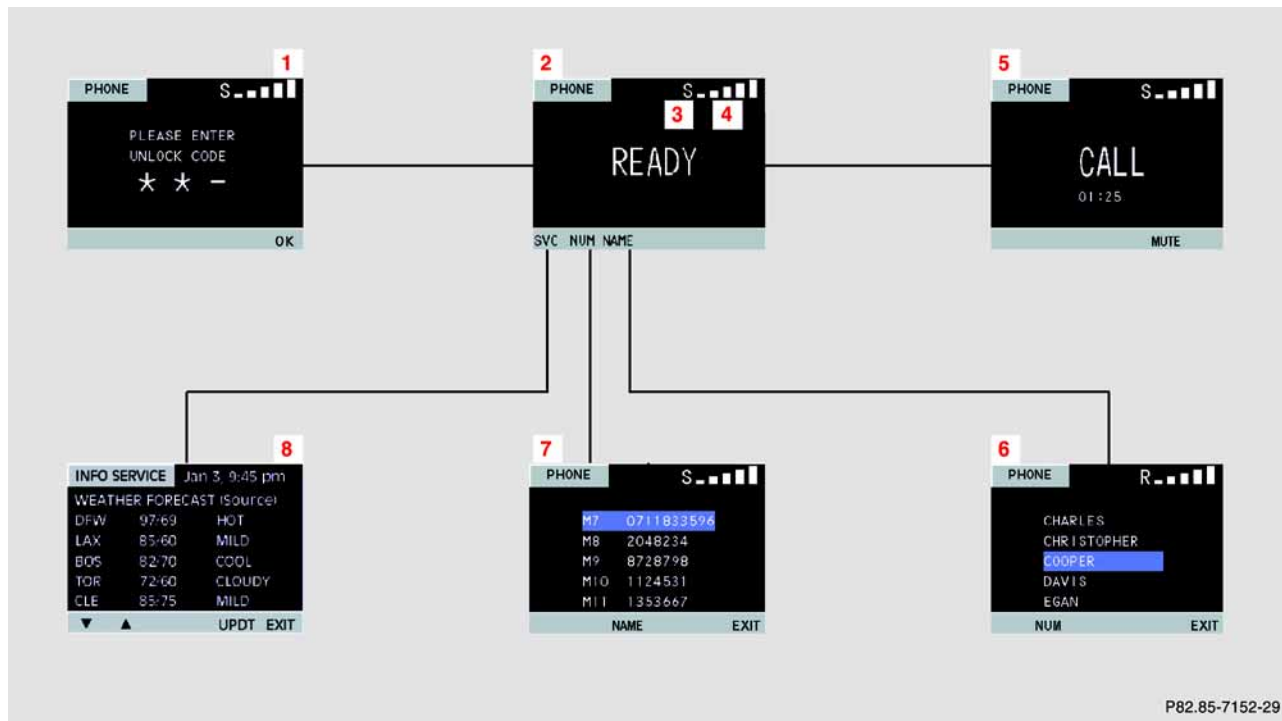 1
PHONE S
PLEASE ENTER
UNLOCK CODE
* * -
OK
2
PHONE S
3 4
READY
SVC NUM NAME
5
PHONE S
CALL
01:25
MUTE
8
INFO SERVICE Jan 3, 9:45 pm
WEATHER FORECAST (Source)
DFW 97/69 HOT
LAX 85/60 MILD
BOS 82/70 COOL
TOR 72/60 CLOUDY
CLE 85/75 MILD
▼ ▲ UPDT EXIT
7
PHONE S
M7 0711833596
M8 2048234
M9 8728798
M10 1124531
M11 1353667
NAME EXIT
6
PHONE R
CHARLES
CHRISTOPHER
COOPER
DAVIS
EGAN
NUM EXIT
P82.85-7152-29